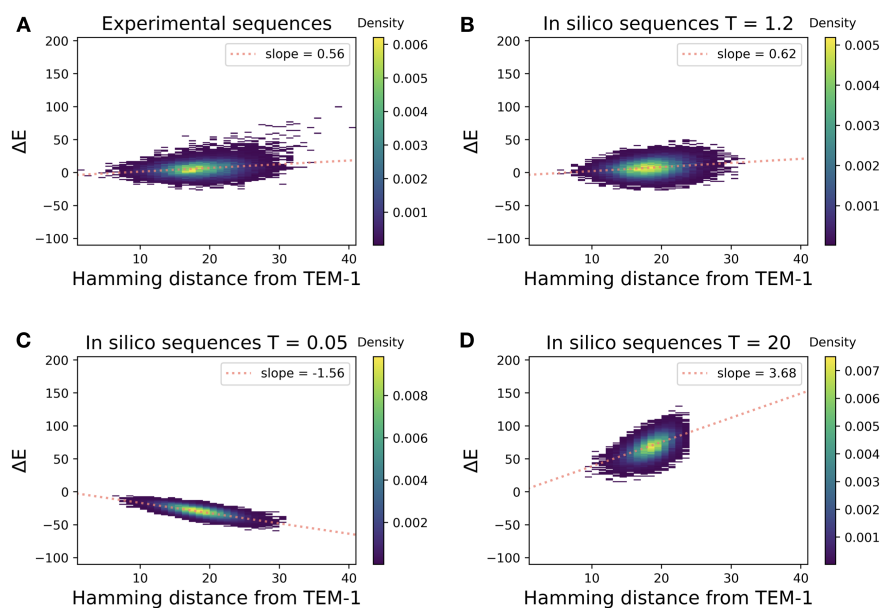 A
Experimental sequences
Density
slope = 0.56
200
150
100
50
0
−50
−100
ΔE
10
20
30
40
Hamming distance from TEM-1
0.006
0.005
0.004
0.003
0.002
0.001
B
In silico sequences T = 1.2
Density
slope = 0.62
200
150
100
50
0
−50
−100
ΔE
10
20
30
40
Hamming distance from TEM-1
0.005
0.004
0.003
0.002
0.001
C
In silico sequences T = 0.05
Density
slope = -1.56
200
150
100
50
0
−50
−100
ΔE
10
20
30
40
Hamming distance from TEM-1
0.008
0.006
0.004
0.002
D
In silico sequences T = 20
Density
slope = 3.68
200
150
100
50
0
−50
−100
ΔE
10
20
30
40
Hamming distance from TEM-1
0.007
0.006
0.005
0.004
0.003
0.002
0.001